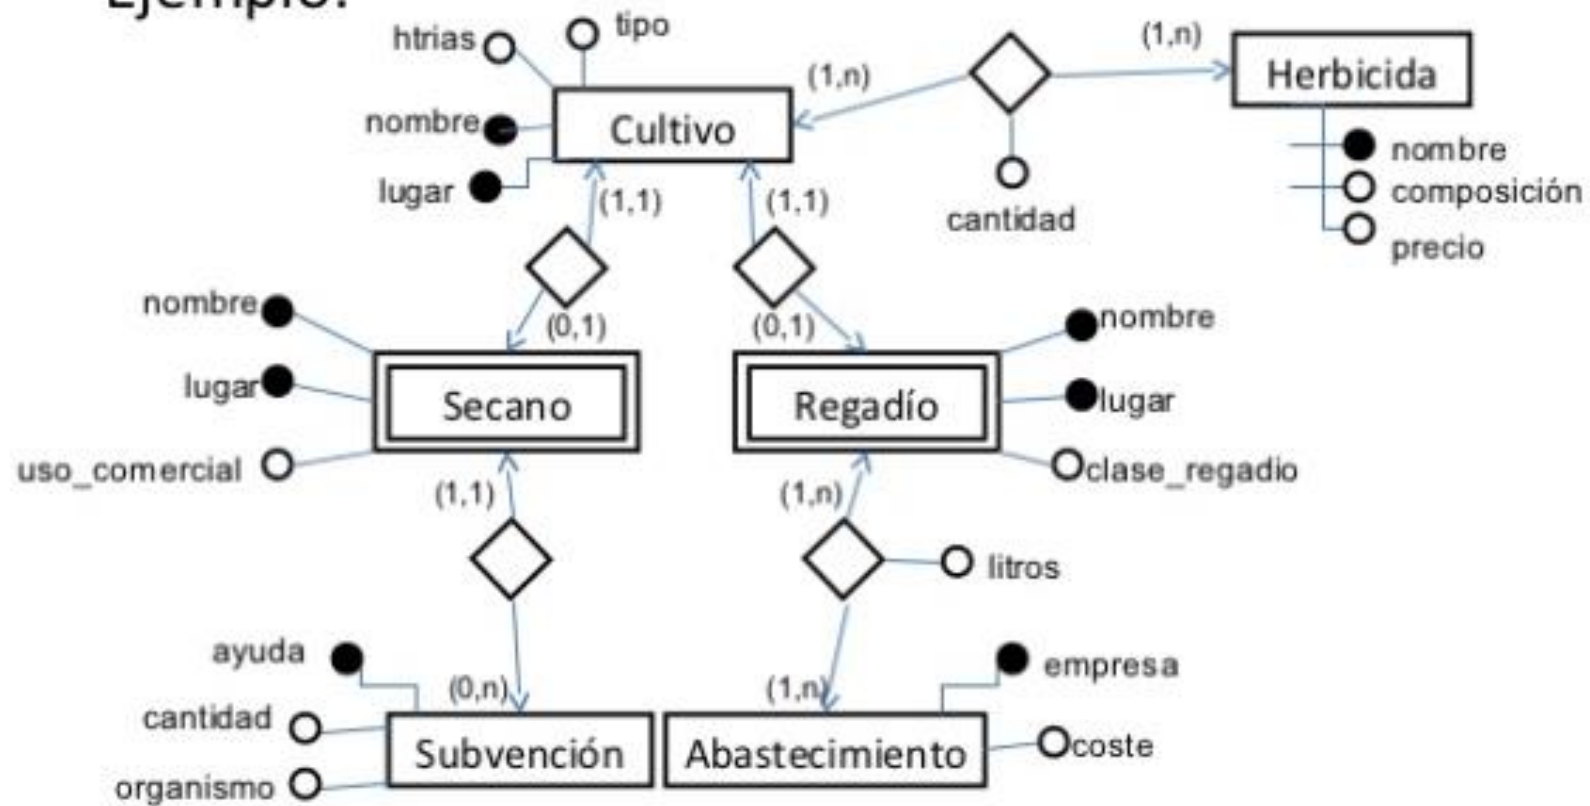 Ejemplo:
htrias
tipo
(1,n)
(1,n)
Herbicida
nombre
Cultivo
lugar
nombre
composición
precio
cantidad
(1,1)
(1,1)
(0,1)
(0,1)
nombre
lugar
uso_comercial
Secano
Regadío
nombre
lugar
clase_regadio
(1,1)
(1,n)
litros
ayuda
cantidad
organismo
(0,n)
(1,n)
Subvención
Abastecimiento
empresa
coste